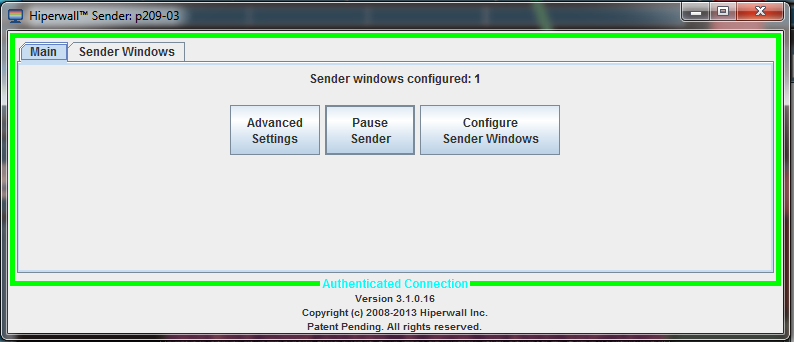 Hiperwall™ Sender: p209-03
Main
Sender Windows
Sender windows configured: 1
Advanced
Settings
Pause
Sender
Configure
Sender Windows
Authenticated Connection
Version 3.1.0.16
Copyright (c) 2008-2013 Hiperwall Inc.
Patent Pending. All rights reserved.